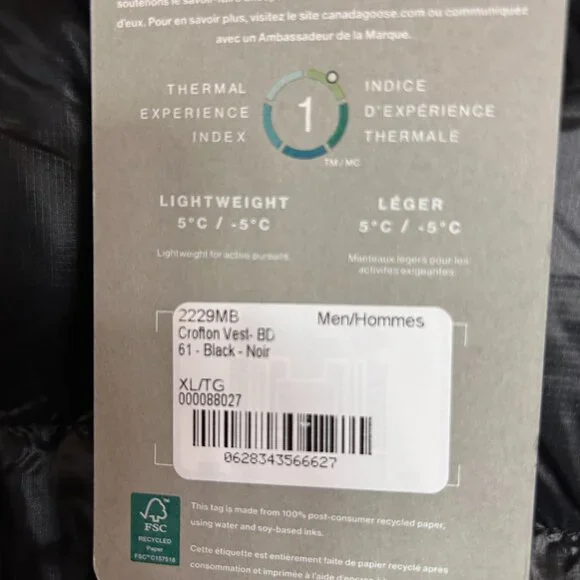 soutenons le savoir-faire
d'eux. Pour en savoir plus, visitez le site canadagoose.com ou communiquez
avec un Ambassadeur de la Marque.
THERMAL
EXPERIENCE
INDEX
1
INDICE
D'EXPÉRIENCE
THERMALE
TM/MC
LIGHTWEIGHT
5°C / -5°C
Lightweight for active pursuits.
LÉGER
5°C / -5°C
Manteaux légers pour les
activités exigeantes.
2229MB Men/Hommes
Crofton Vest- BD
61 - Black - Noir
XL/TG
000088027
0628343566627
FSC
RECYCLED
Paper
FSC® C157518
This tag is made from 100% post-consumer recycled paper,
using water and soy-based inks.
Cette étiquette est entièrement faite de papier recyclé après
consommation et imprimée à l'aide d'encres à